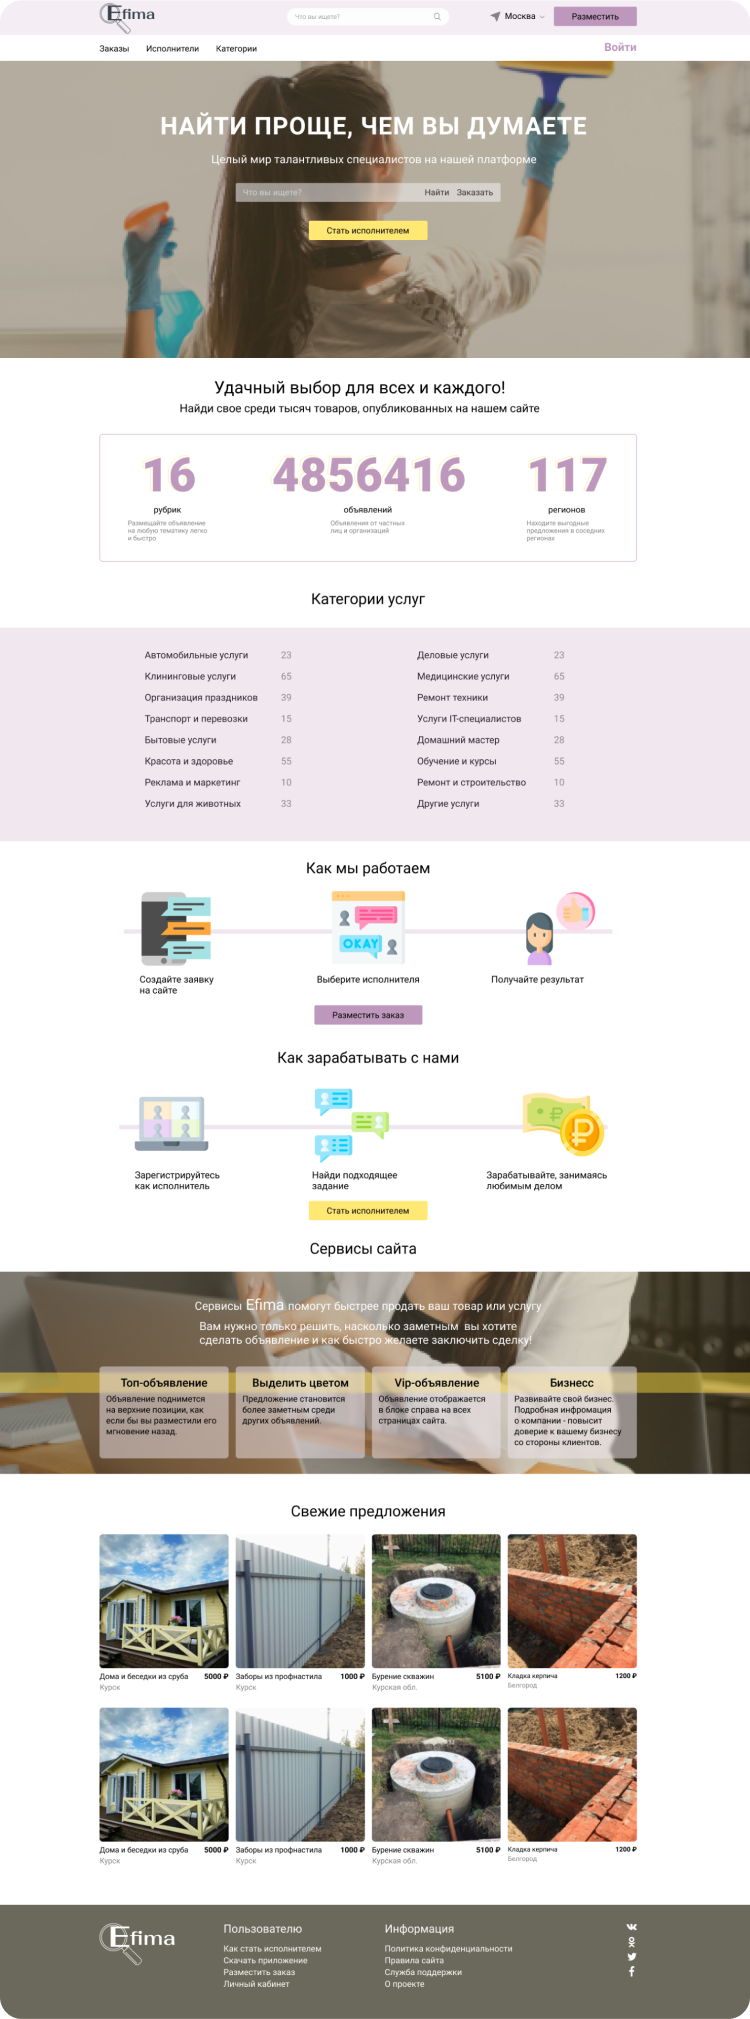 Efima
Что вы ищете?
Москва
Разместить
Заказы Исполнители Категории
Войти
НАЙТИ ПРОЩЕ, ЧЕМ ВЫ ДУМАЕТЕ
Целый мир талантливых специалистов на нашей платформе
Что вы ищете? Найти Заказать
Стать исполнителем
Удачный выбор для всех и каждого!
Найди свое среди тысяч товаров, опубликованных на нашем сайте
16
рубрик
Размещайте объявление
на любую тематику легко
и быстро
4856416
объявлений
Объявления от частных
лиц и организаций
117
регионов
Находите выгодные
предложения в соседних
регионах
Категории услуг
Автомобильные услуги 23
Клининговые услуги 65
Организация праздников 39
Транспорт и перевозки 15
Бытовые услуги 28
Красота и здоровье 55
Реклама и маркетинг 10
Услуги для животных 33
Деловые услуги 23
Медицинские услуги 65
Ремонт техники 39
Услуги IT-специалистов 15
Домашний мастер 28
Обучение и курсы 55
Ремонт и строительство 10
Другие услуги 33
Как мы работаем
OKAY
Создайте заявку
на сайте
Выберите исполнителя
Получайте результат
Разместить заказ
Как зарабатывать с нами
Зарегистрируйтесь
как исполнитель
Найди подходящее
задание
Зарабатывайте, занимаясь
любимым делом
Стать исполнителем
Сервисы сайта
Сервисы Efima помогут быстрее продать ваш товар или услугу
Вам нужно только решить, насколько заметным вы хотите
сделать объявление и как быстро желаете заключить сделку!
Топ-объявление
Объявление поднимется
на верхние позиции, как
если бы вы разместили его
мгновение назад.
Выделить цветом
Предложение становится
более заметным среди
других объявлений.
Vip-объявление
Объявление отображается
в блоке справа на всех
страницах сайта.
Бизнесс
Развивайте свой бизнес.
Подробная инфромация
о компании - повысит
доверие к вашему бизнесу
со стороны клиентов.
Свежие предложения
Дома и беседки из сруба 5000 ₽
Курск
Заборы из профнастила 1000 ₽
Курск
Бурение скважин 5100 ₽
Курская обл.
Кладка керпича 1200 ₽
Белгород
Дома и беседки из сруба 5000 ₽
Курск
Заборы из профнастила 1000 ₽
Курск
Бурение скважин 5100 ₽
Курская обл.
Кладка керпича 1200 ₽
Белгород
Efima
Пользователю
Как стать исполнителем
Скачать приложение
Разместить заказ
Личный кабинет
Информация
Политика конфиденциальности
Правила сайта
Служба поддержки
О проекте